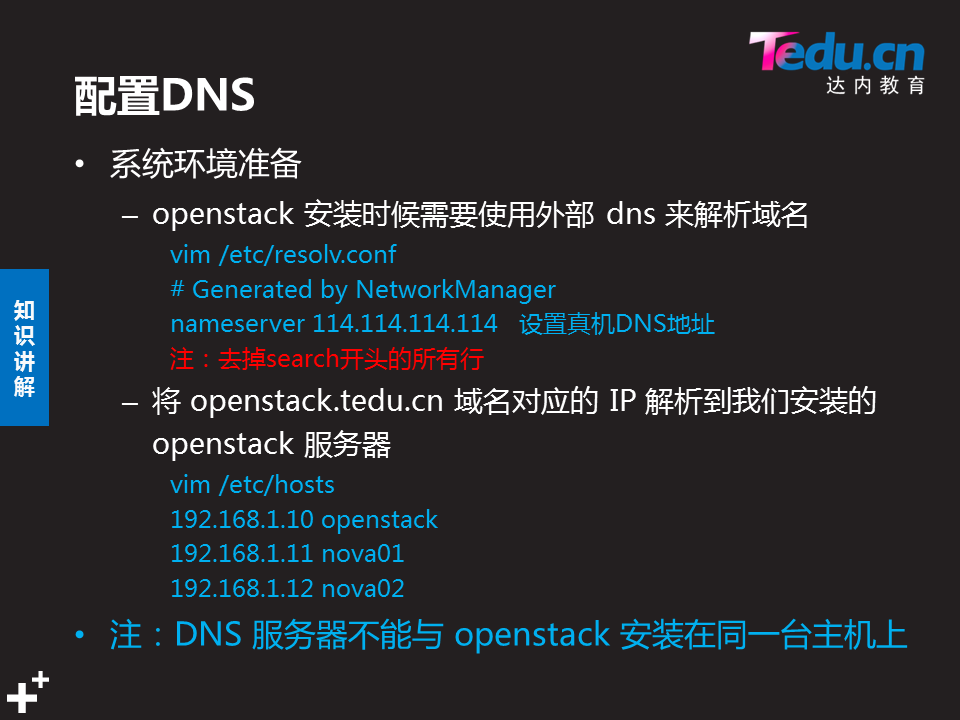 Tedu.cn
达内教育
配置DNS
• 系统环境准备
– openstack 安装时候需要使用外部 dns 来解析域名
vim /etc/resolv.conf
# Generated by NetworkManager
nameserver 114.114.114.114 设置真机DNS地址
注：去掉search开头的所有行
– 将 openstack.tedu.cn 域名对应的 IP 解析到我们安装的
openstack 服务器
vim /etc/hosts
192.168.1.10 openstack
192.168.1.11 nova01
192.168.1.12 nova02
• 注：DNS 服务器不能与 openstack 安装在同一台主机上
知识讲解